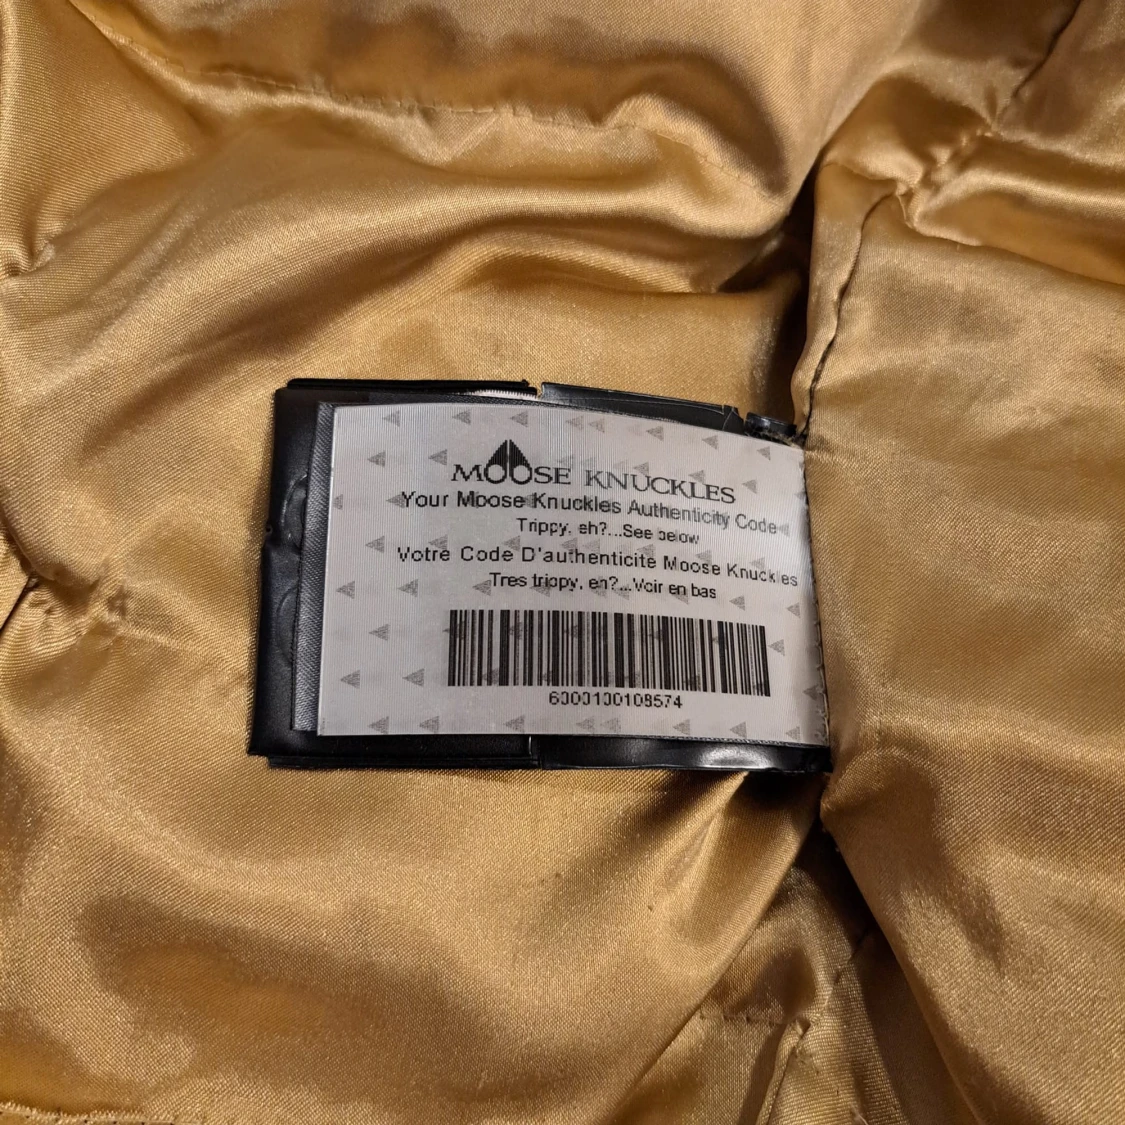 MOOSE KNUCKLES
Your Moose Knuckles Authenticity Code
Trippy, eh?...See below
Votre Code D'authenticite Moose Knuckles
Tres trippy, eh?...Voir en bas
6000100108574